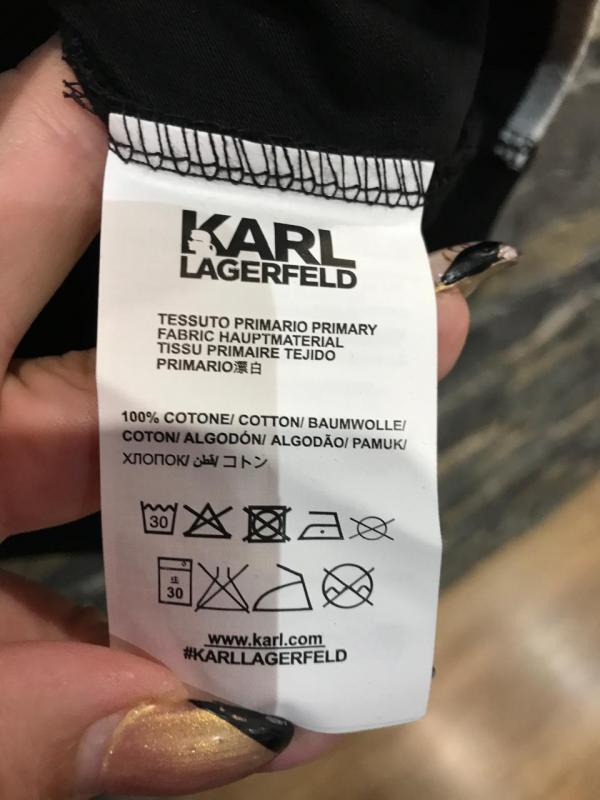 KARL
LAGERFELD
TESSUTO PRIMARIO PRIMARY
FABRIC HAUPTMATERIAL
TISSU PRIMAIRE TEJIDO
PRIMARIO漂白
100% COTONE/ COTTON/ BAUMWOLLE/
COTON/ ALGODÓN/ ALGODÃO/ PAMUK/
ХЛОПОК/ قطن/ コトン
30
30
www.karl.com
#KARLLAGERFELD